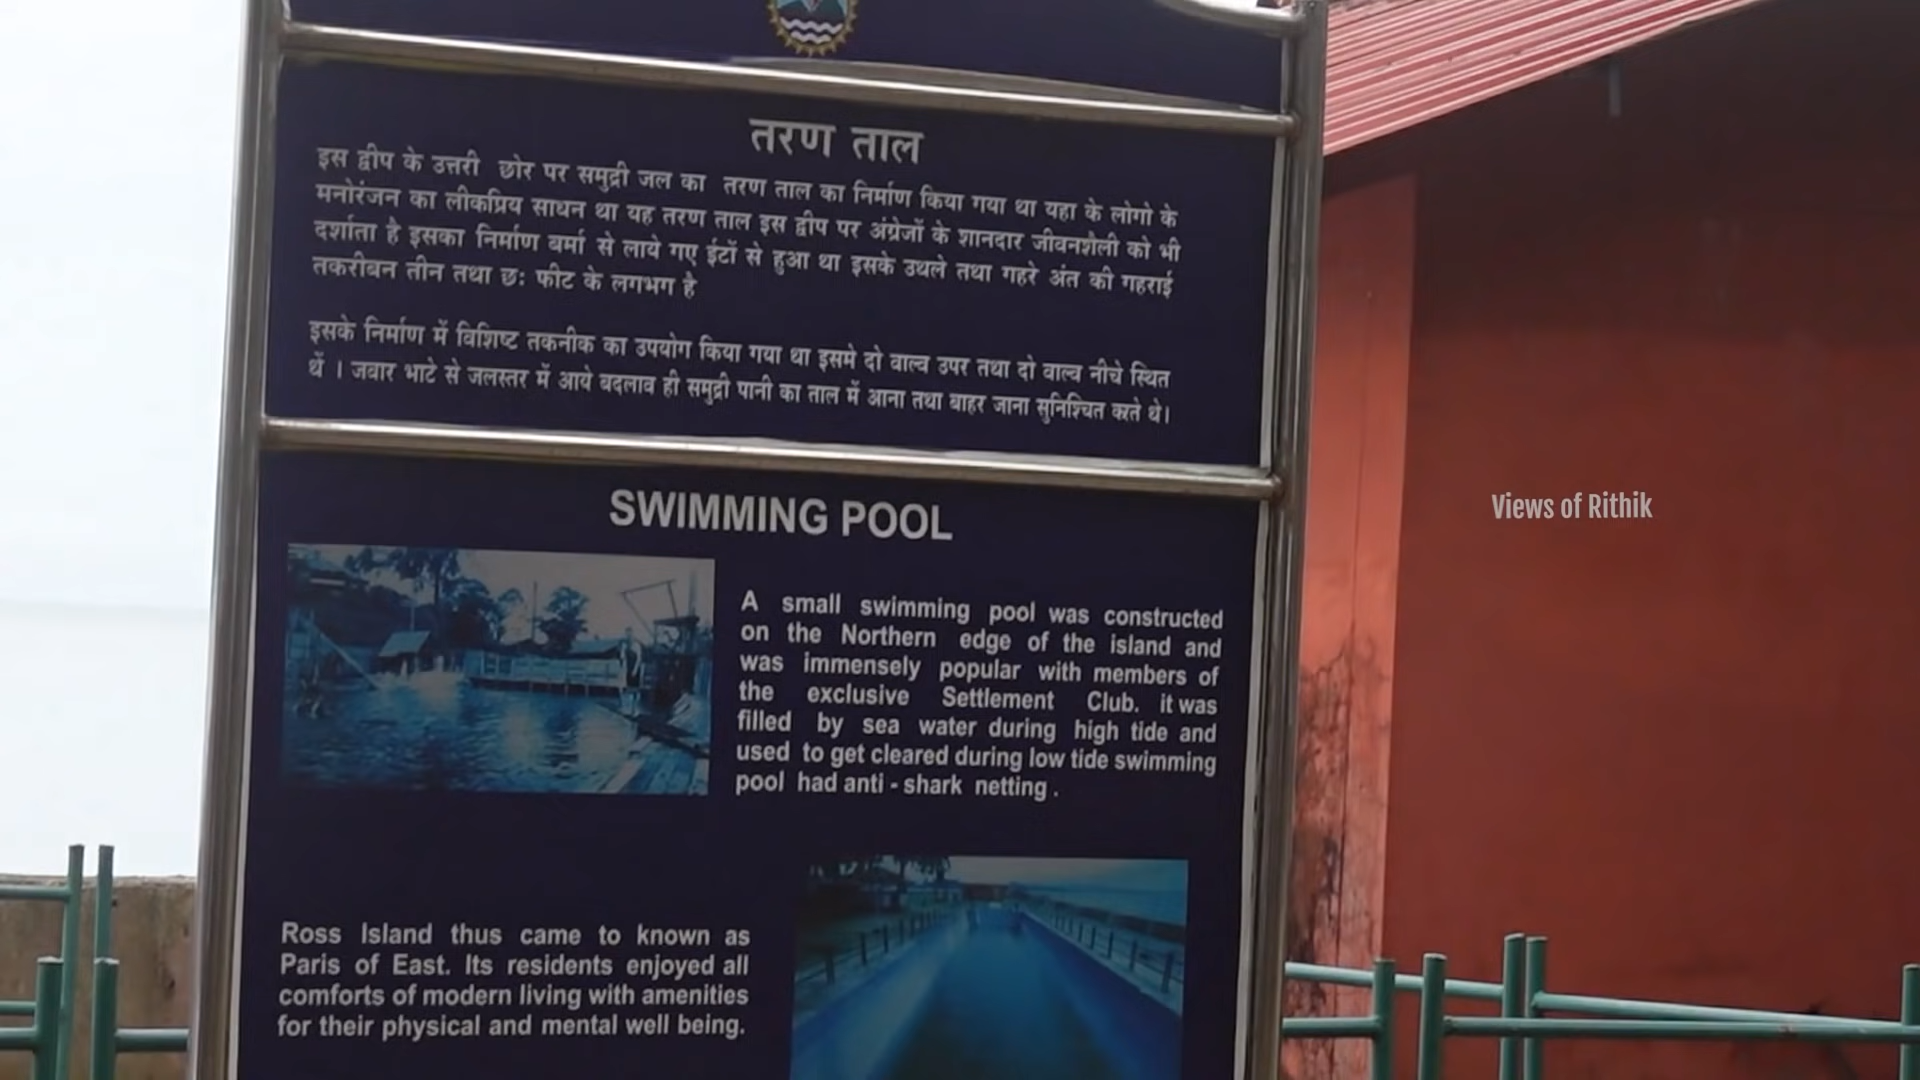 तरण ताल
इस द्वीप के उत्तरी छोर पर समुद्री जल का तरण ताल का निर्माण किया गया था यहा के लोगो के
मनोरंजन का लोकप्रिय साधन था यह तरण ताल इस द्वीप पर अंग्रेजों के शानदार जीवनशैली को भी
दर्शाता है इसका निर्माण बर्मा से लाये गए ईटों से हुआ था इसके उथले तथा गहरे अंत की गहराई
तकरीबन तीन तथा छः फीट के लगभग है
इसके निर्माण में विशिष्ट तकनीक का उपयोग किया गया था इसमे दो वाल्व उपर तथा दो वाल्व नीचे स्थित
थें । जवार भाटे से जलस्तर में आये बदलाव ही समुद्री पानी का ताल में आना तथा बाहर जाना सुनिश्चित करते थे।
SWIMMING POOL
A small swimming pool was constructed
on the Northern edge of the island and
was immensely popular with members of
the exclusive Settlement Club. it was
filled by sea water during high tide and
used to get cleared during low tide swimming
pool had anti - shark netting .
Ross Island thus came to known as
Paris of East. Its residents enjoyed all
comforts of modern living with amenities
for their physical and mental well being.
Views of Rithik